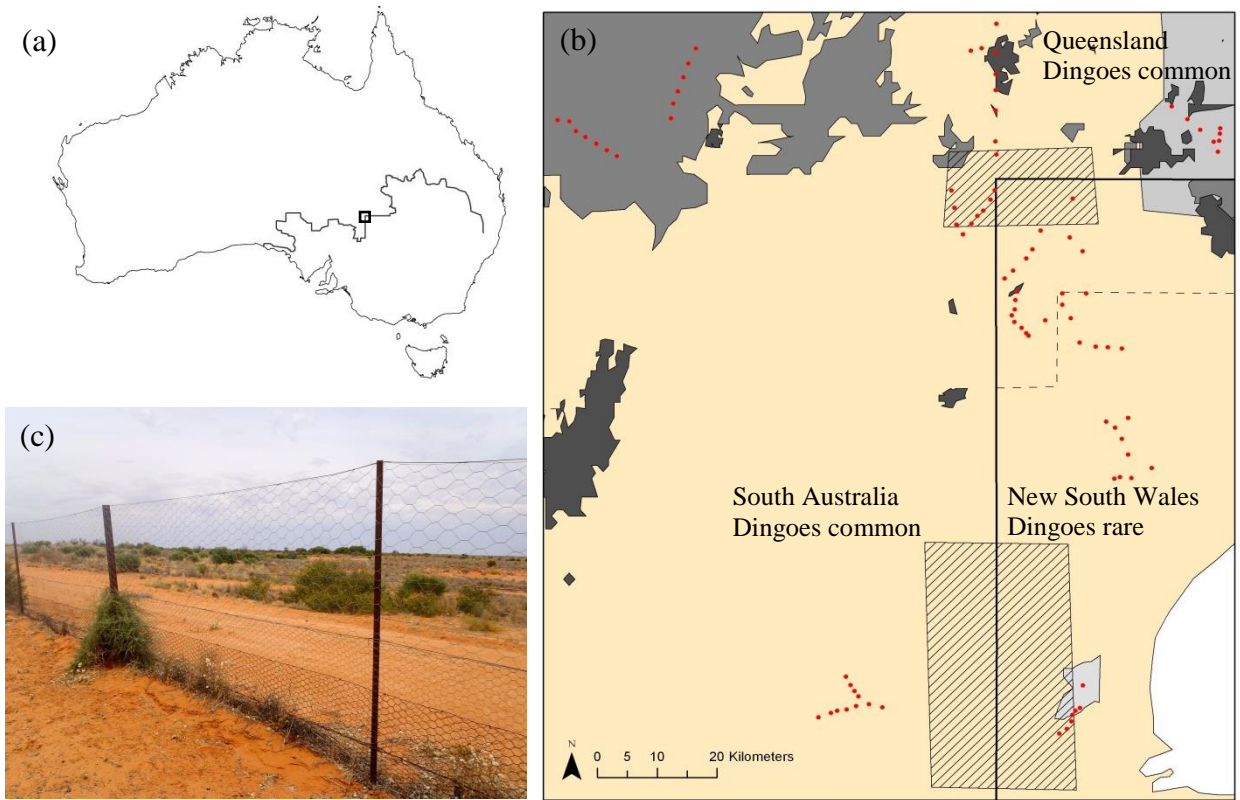 (a)
(b)
Queensland
Dingoes common
South Australia
Dingoes common
New South Wales
Dingoes rare
N
0 5 10 20 Kilometers
(c)